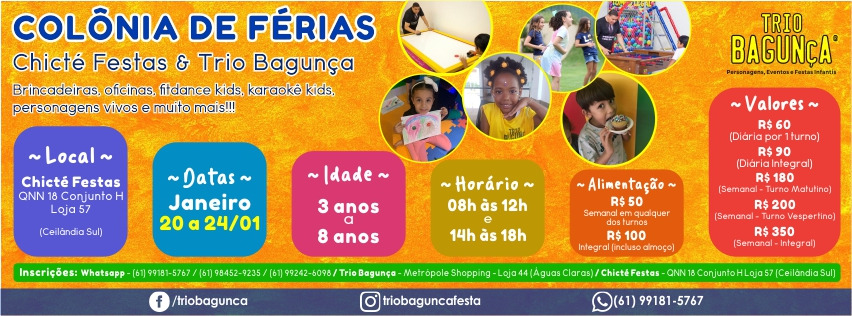 COLÔNIA DE FÉRIAS
Chicté Festas & Trio Bagunça
Brincadeiras, oficinas, fitdance kids, karaokê kids,
personagens vivos e muito mais!!!
TRIO
BAGUNÇA®
Personagens, Eventos e Festas Infantis
TRIO
BAGUNÇA
~ Local ~
Chicté Festas
QNN 18 Conjunto H
Loja 57
(Ceilândia Sul)
~ Datas ~
Janeiro
20 a 24/01
~ Idade ~
3 anos
a
8 anos
~ Horário ~
08h às 12h
e
14h às 18h
~ Alimentação ~
R$ 50
Semanal em qualquer
dos turnos
R$ 100
Integral (incluso almoço)
~ Valores ~
R$ 60
(Diária por 1 turno)
R$ 90
(Diária Integral)
R$ 180
(Semanal - Turno Matutino)
R$ 200
(Semanal - Turno Vespertino)
R$ 350
(Semanal - Integral)
Inscrições: Whatsapp - (61) 99181-5767 / (61) 98452-9235 / (61) 99242-6098 / Trio Bagunça - Metrópole Shopping - Loja 44 (Águas Claras) / Chicté Festas - QNN 18 Conjunto H Loja 57 (Ceilândia Sul)
/triobagunca
triobaguncafesta
(61) 99181-5767